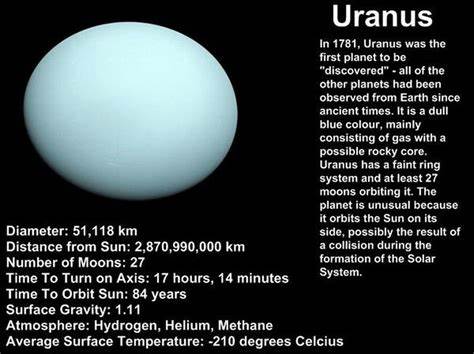 Uranus
In 1781, Uranus was the
first planet to be
"discovered" - all of the
other planets had been
observed from Earth since
ancient times. It is a dull
blue colour, mainly
consisting of gas with a
possible rocky core.
Uranus has a faint ring
system and at least 27
moons orbiting it. The
planet is unusual because
it orbits the Sun on its
side, possibly the result of
a collision during the
formation of the Solar
System.
Diameter: 51,118 km
Distance from Sun: 2,870,990,000 km
Number of Moons: 27
Time To Turn on Axis: 17 hours, 14 minutes
Time To Orbit Sun: 84 years
Surface Gravity: 1.11
Atmosphere: Hydrogen, Helium, Methane
Average Surface Temperature: -210 degrees Celcius